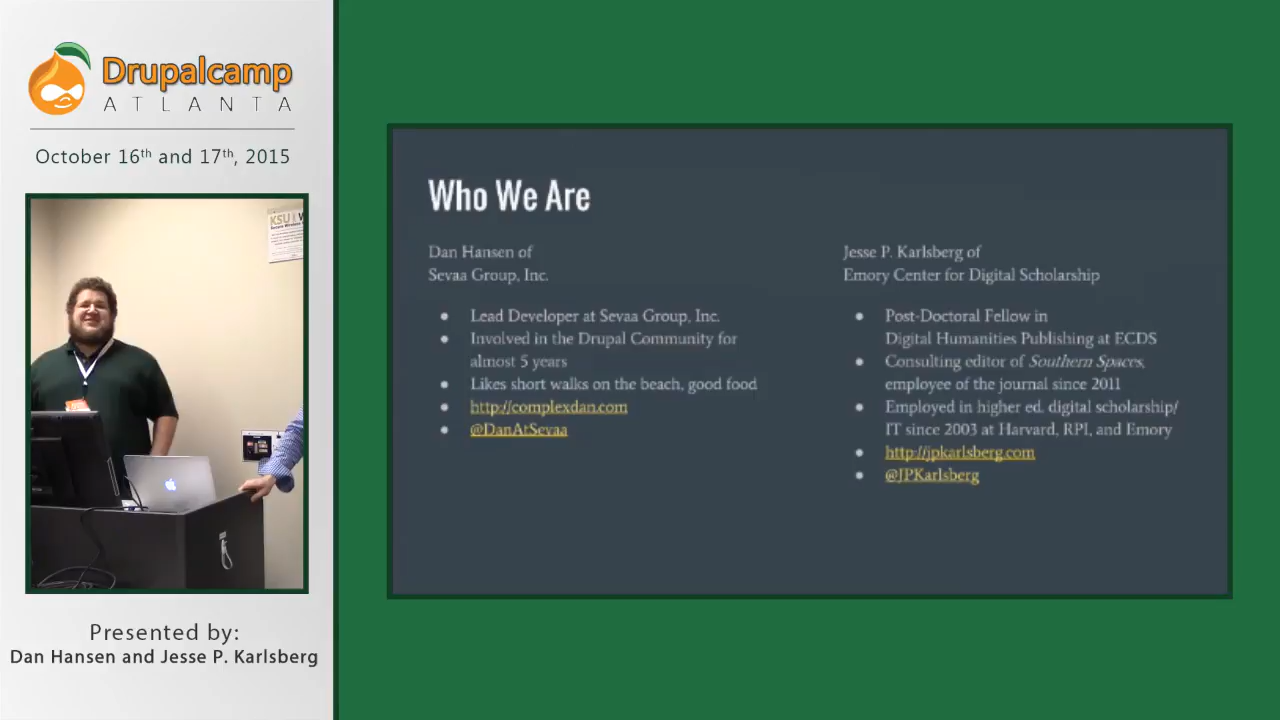 Drupalcamp
ATLANTA
October 16th and 17th, 2015
KSU
Presented by:
Dan Hansen and Jesse P. Karlsberg
Who We Are
Dan Hansen of
Sevaa Group, Inc.
Lead Developer at Sevaa Group, Inc.
Involved in the Drupal Community for
almost 5 years
Likes short walks on the beach, good food
http://complexdan.com
@DanAtSevaa
Jesse P. Karlsberg of
Emory Center for Digital Scholarship
Post-Doctoral Fellow in
Digital Humanities Publishing at ECDS
Consulting editor of Southern Spaces,
employee of the journal since 2011
Employed in higher ed. digital scholarship/
IT since 2003 at Harvard, RPI, and Emory
http://jpkarlsberg.com
@JPKarlsberg